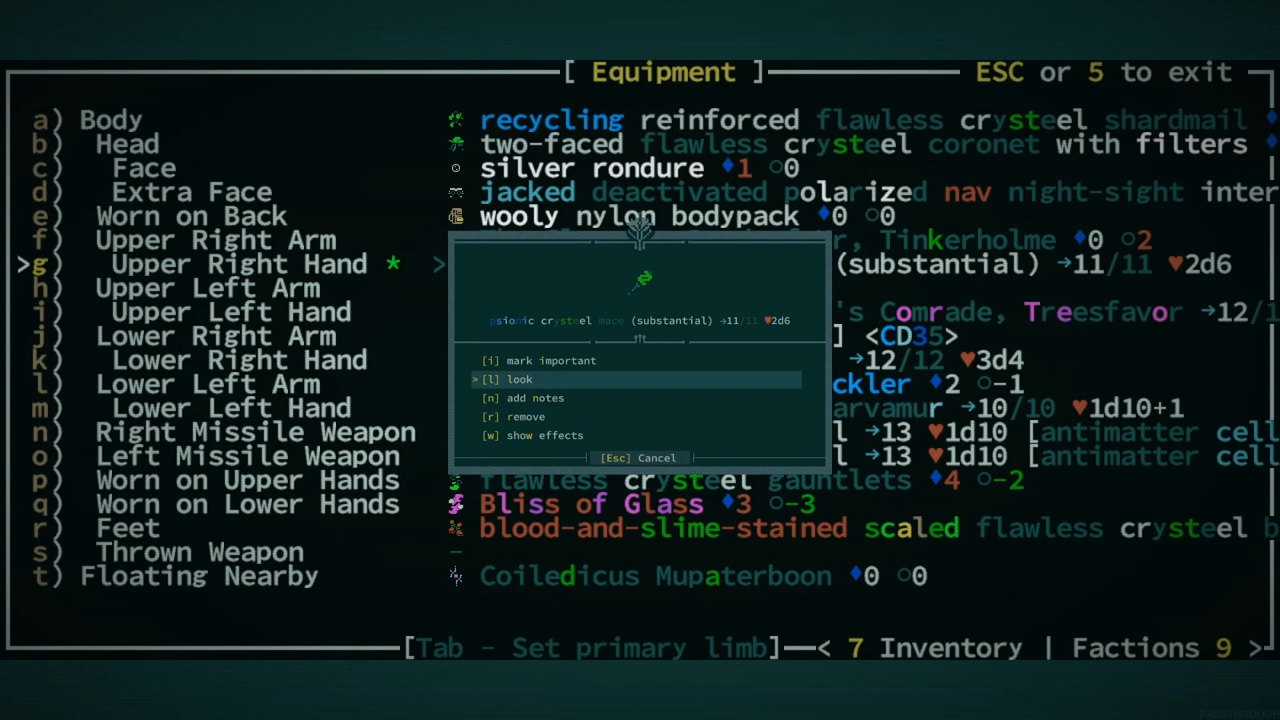 [ Equipment ] ESC or 5 to exit
a) Body recycling reinforced flawless crysteel shardmail
b) Head two-faced flawless crysteel coronet with filters
c) Face silver rondure ♦1 ○0
d) Extra Face jacked deactivated polarized nav night-sight inter
e) Worn on Back wooly nylon bodypack ♦0 ○0
f) Upper Right Arm Tinkerholme ♦0 ○2
>g) Upper Right Hand * > (substantial) →11/11 ♥2d6
h) Upper Left Arm
i) Upper Left Hand 's Comrade, Treesfavor →12/1
j) Lower Right Arm ] <CD35>
k) Lower Right Hand →12/12 ♥3d4
l) Lower Left Arm ckler ♦2 ○-1
m) Lower Left Hand arvamur →10/10 ♥1d10+1
n) Right Missile Weapon l →13 ♥1d10 [antimatter cell
o) Left Missile Weapon l →13 ♥1d10 [antimatter cell
p) Worn on Upper Hands flawless crysteel gauntlets ♦4 ○-2
q) Worn on Lower Hands Bliss of Glass ♦3 ○-3
r) Feet blood-and-slime-stained scaled flawless crysteel b
s) Thrown Weapon -
t) Floating Nearby Coiledicus Mupaterboon ♦0 ○0
psionic crysteel mace (substantial) →11/11 ♥2d6
[i] mark important
>[l] look
[n] add notes
[r] remove
[w] show effects
[Esc] Cancel
[Tab - Set primary limb] < 7 Inventory | Factions 9 >